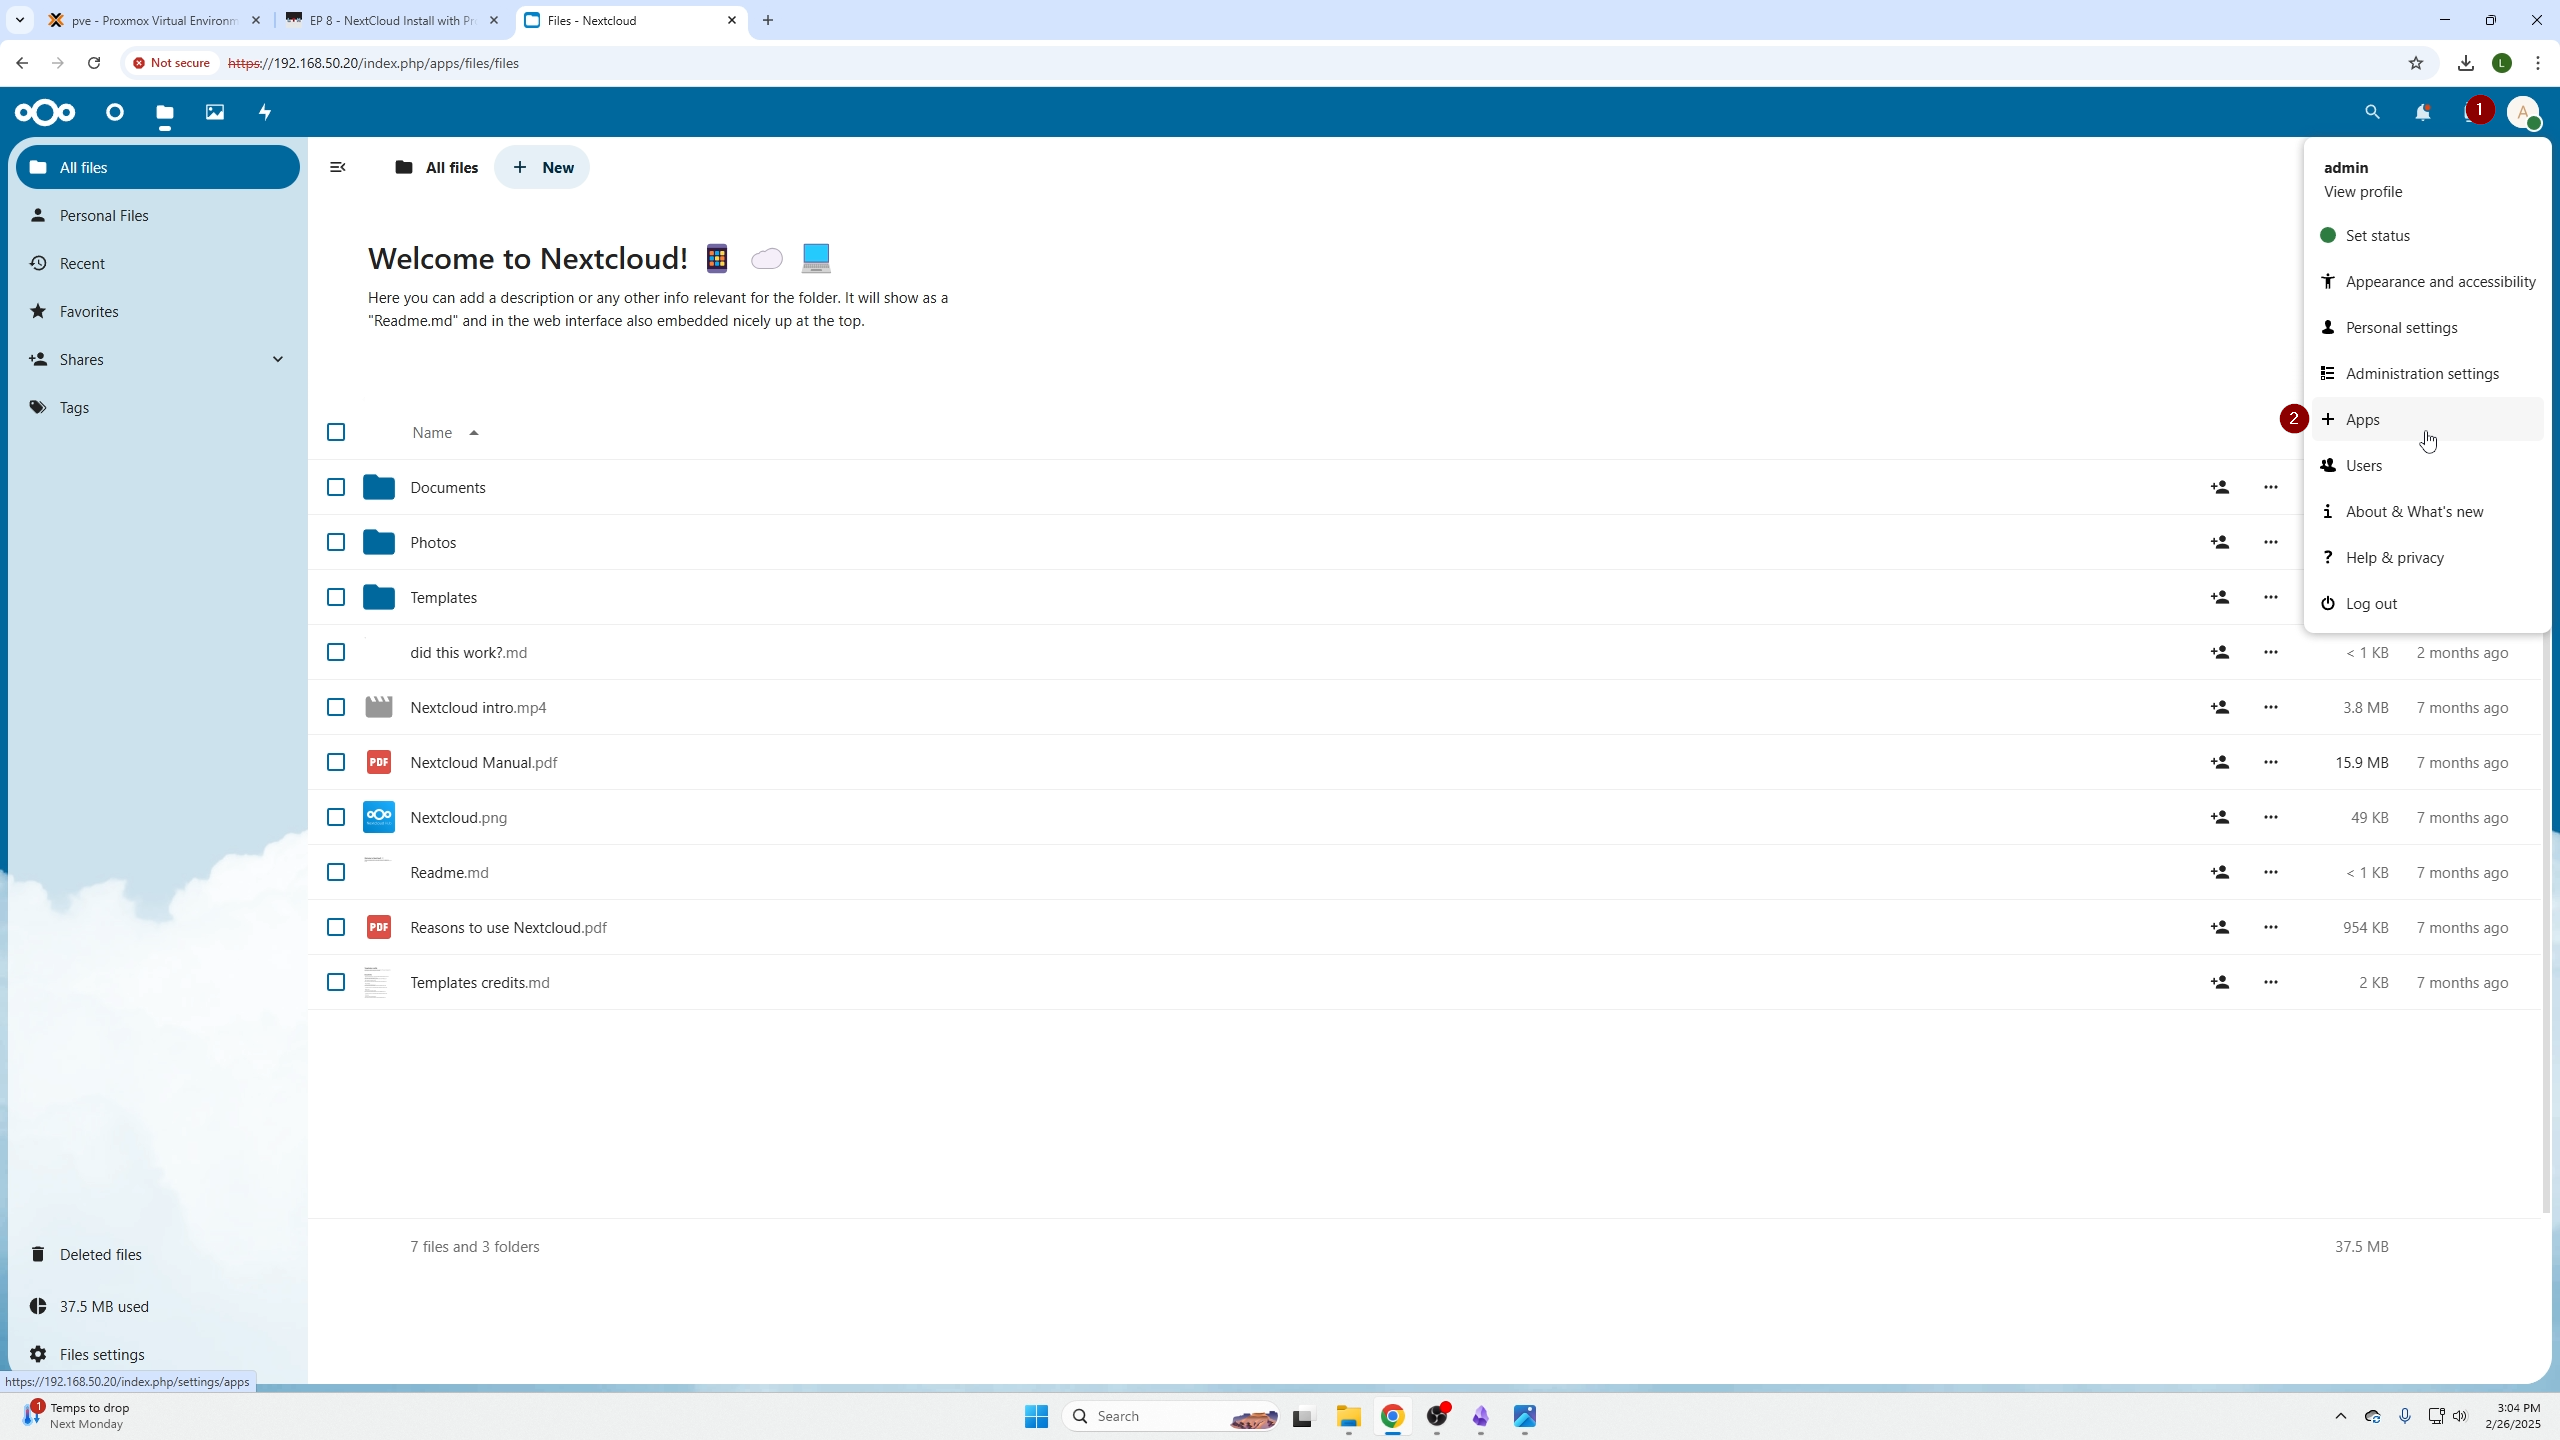 pve - Proxmox Virtual Environm
EP 8 - NextCloud Install with Pr
Files - Nextcloud
Not secure
https://192.168.50.20/index.php/apps/files/files
L
1
A
All files
All files
New
Personal Files
Recent
Favorites
Shares
Tags
Welcome to Nextcloud!
Here you can add a description or any other info relevant for the folder. It will show as a
"Readme.md" and in the web interface also embedded nicely up at the top.
admin
View profile
Set status
Appearance and accessibility
Personal settings
Administration settings
2
Apps
Users
About & What's new
Help & privacy
Log out
Name
Documents
Photos
Templates
did this work?.md < 1 KB 2 months ago
Nextcloud intro.mp4 3.8 MB 7 months ago
PDF Nextcloud Manual.pdf 15.9 MB 7 months ago
Nextcloud.png 49 KB 7 months ago
Readme.md < 1 KB 7 months ago
PDF Reasons to use Nextcloud.pdf 954 KB 7 months ago
Templates credits.md 2 KB 7 months ago
7 files and 3 folders 37.5 MB
Deleted files
37.5 MB used
Files settings
https://192.168.50.20/index.php/settings/apps
1
Temps to drop
Next Monday
Search
3:04 PM
2/26/2025